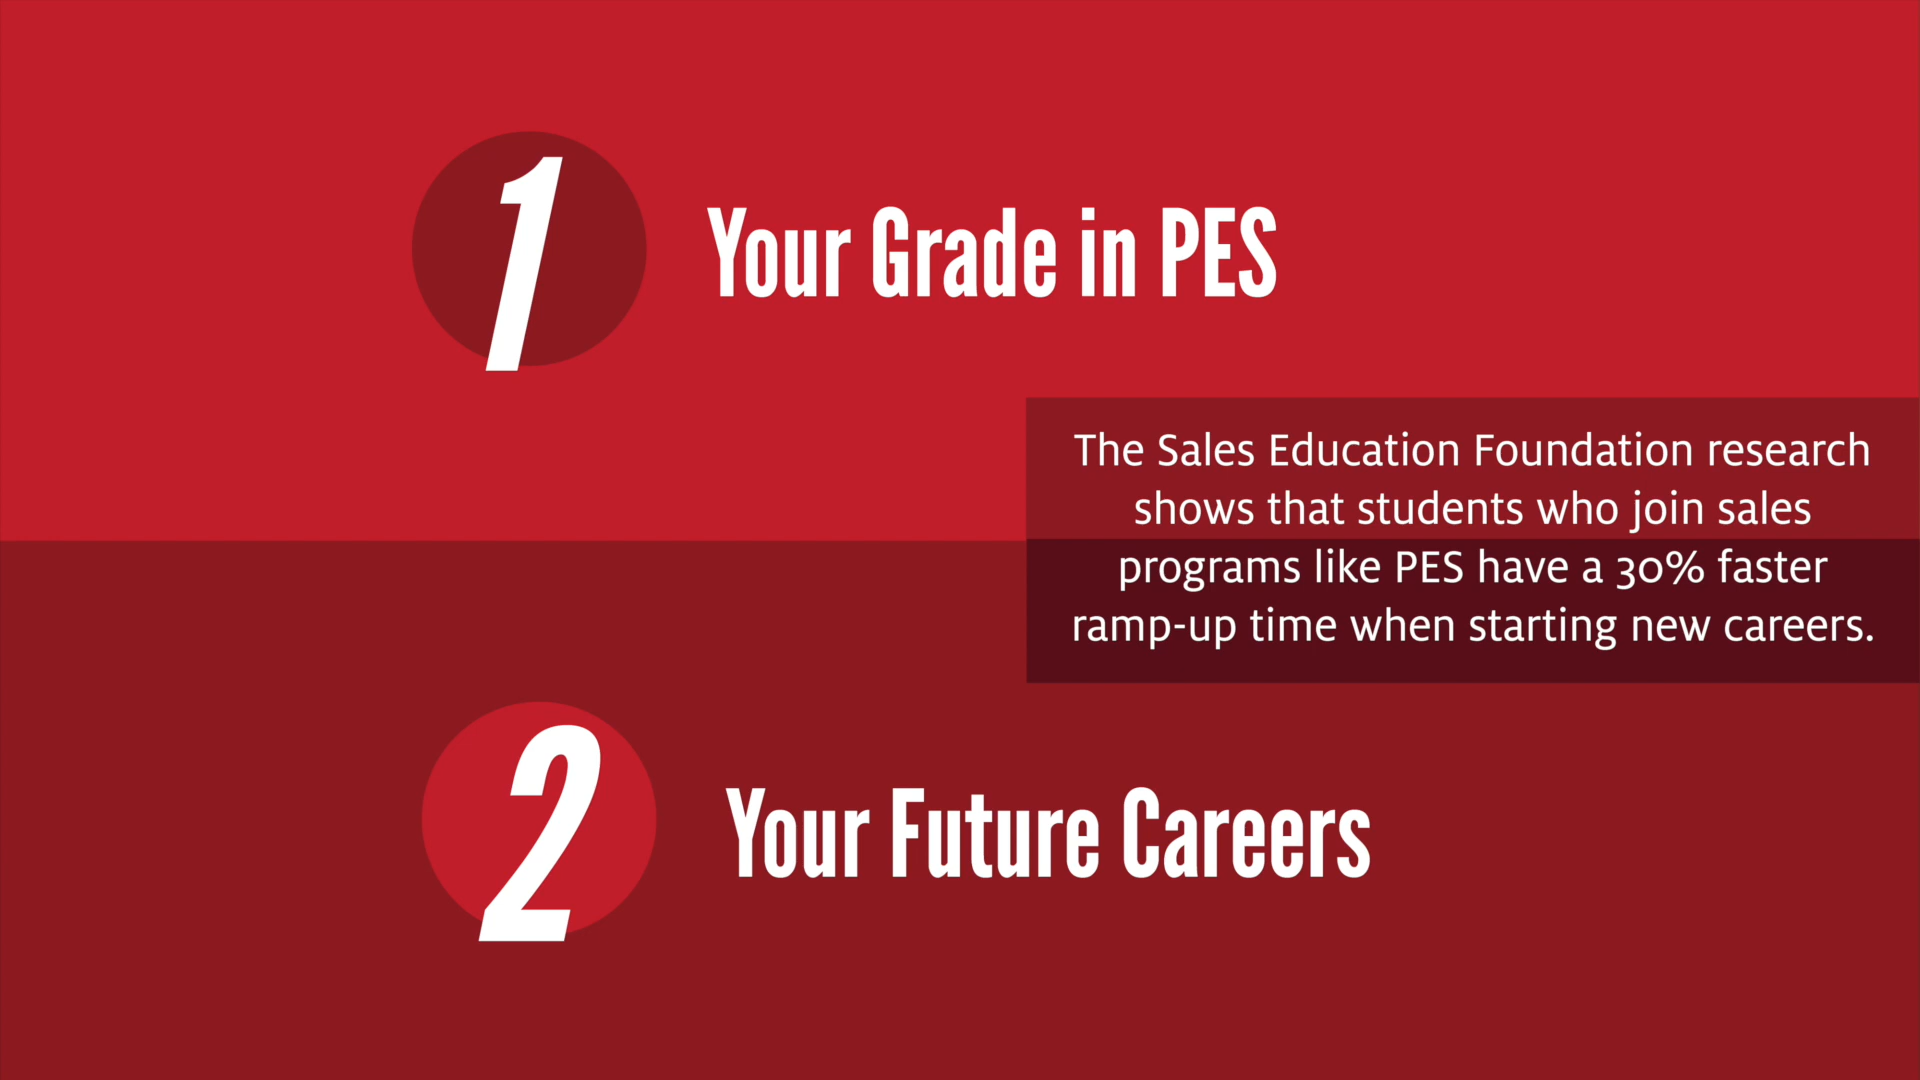 1
Your Grade in PES
The Sales Education Foundation research
shows that students who join sales
programs like PES have a 30% faster
ramp-up time when starting new careers.
2
Your Future Careers